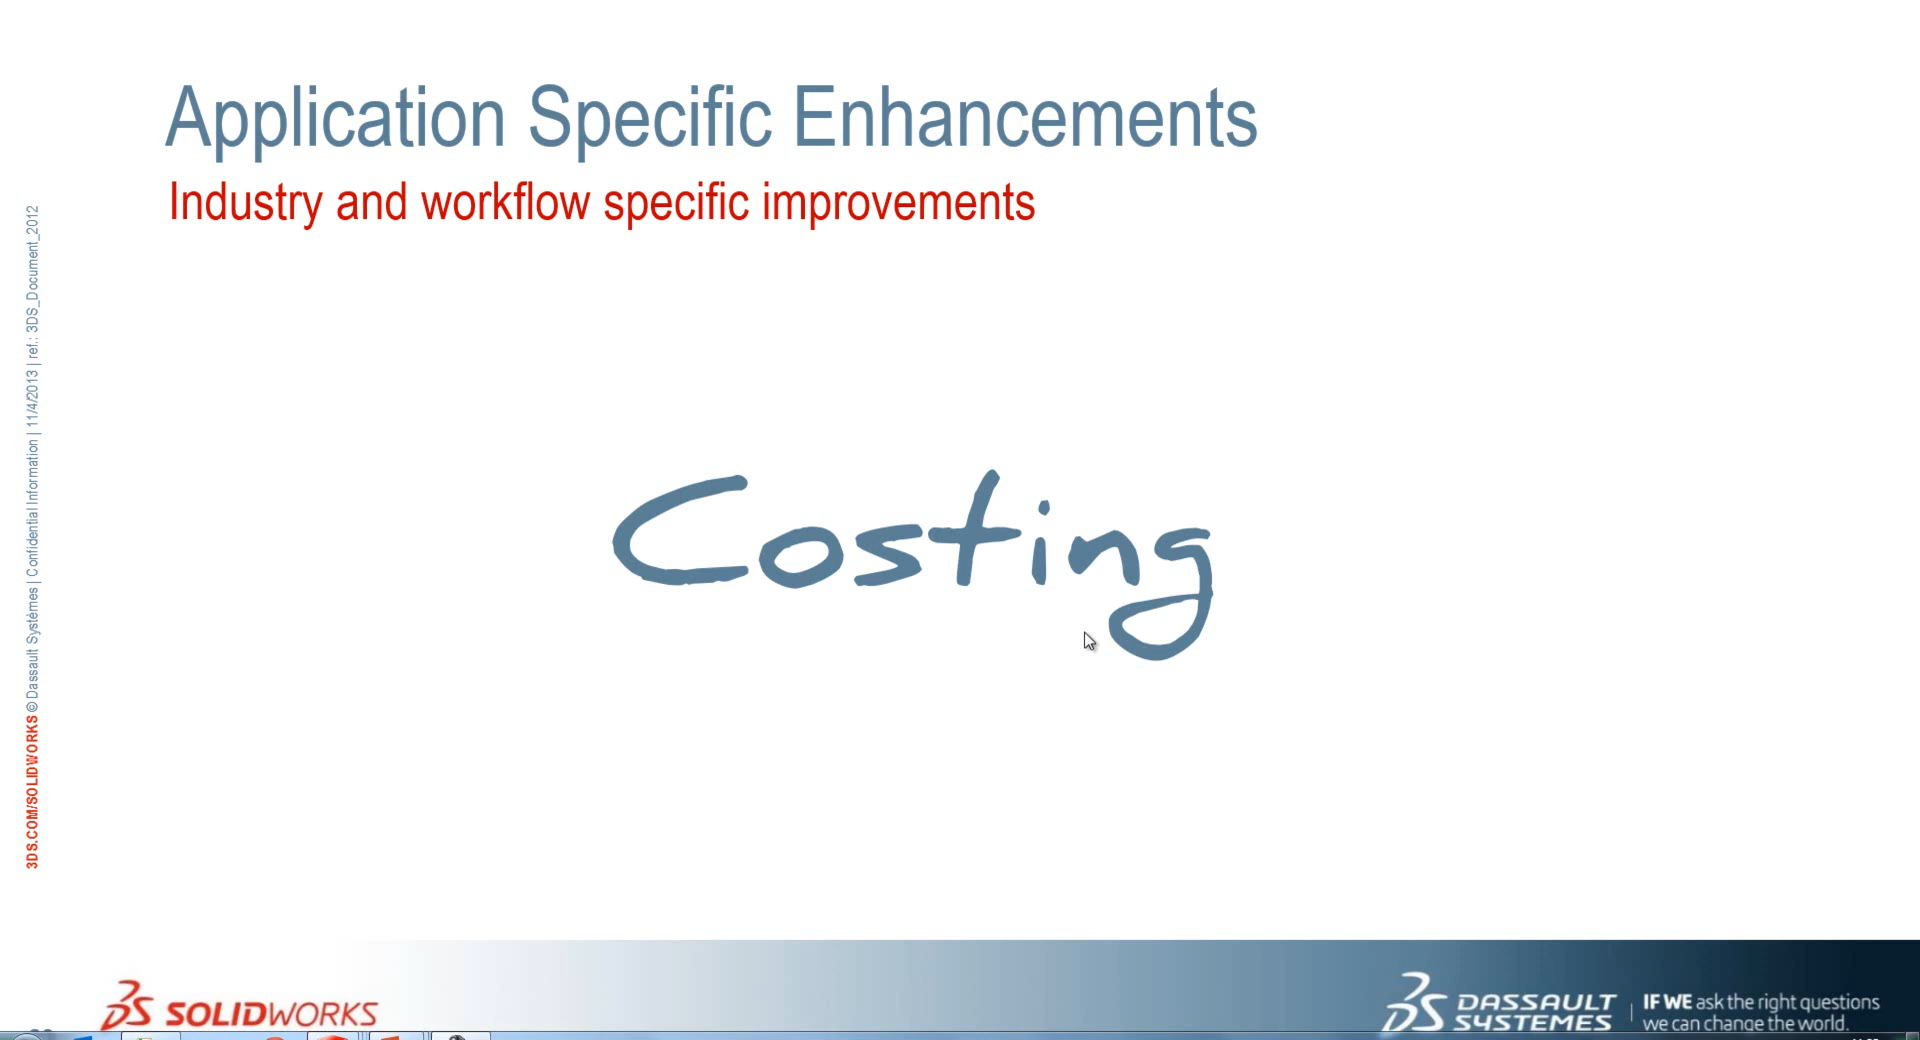 Application Specific Enhancements
Industry and workflow specific improvements
3DS.COM/SOLIDWORKS © Dassault Systèmes | Confidential Information | 11/4/2013 | ref.: 3DS_Document_2012
Costing
SOLIDWORKS
DASSAULT SYSTEMES
IF WE ask the right questions
we can change the world.